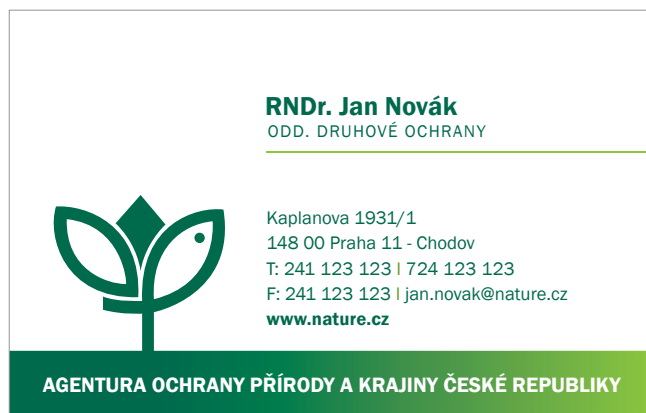 RNDr. Jan Novák
ODD. DRUHOVÉ OCHRANY
Kaplanova 1931/1
148 00 Praha 11 - Chodov
T: 241 123 123 | 724 123 123
F: 241 123 123 | jan.novak@nature.cz
www.nature.cz
AGENTURA OCHRANY PŘÍRODY A KRAJINY ČESKÉ REPUBLIKY